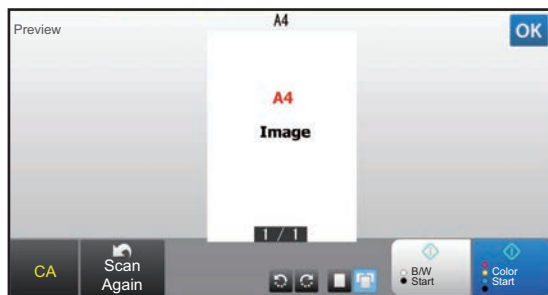 A4
Preview
OK
A4
Image
1 / 1
CA
Scan
Again
B/W
Start
Color
Start